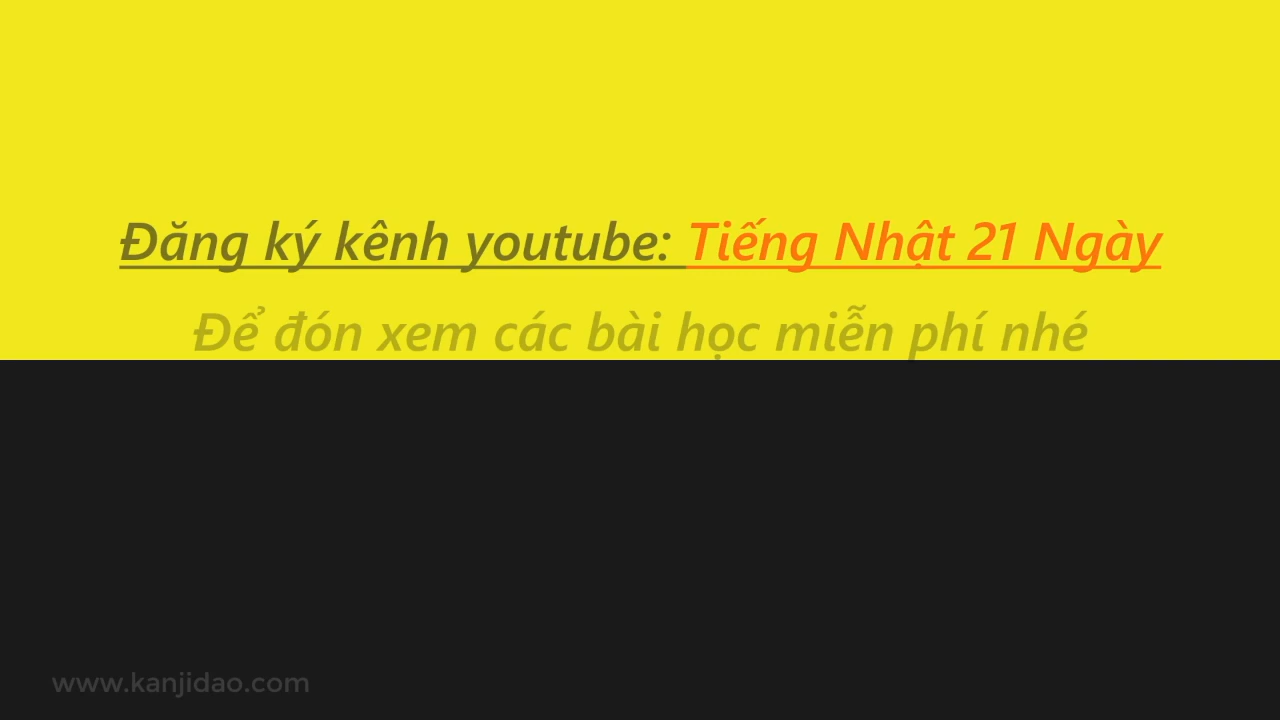 Đăng ký kênh youtube: Tiếng Nhật 21 Ngày
Để đón xem các bài học miễn phí nhé
www.kanjidao.com